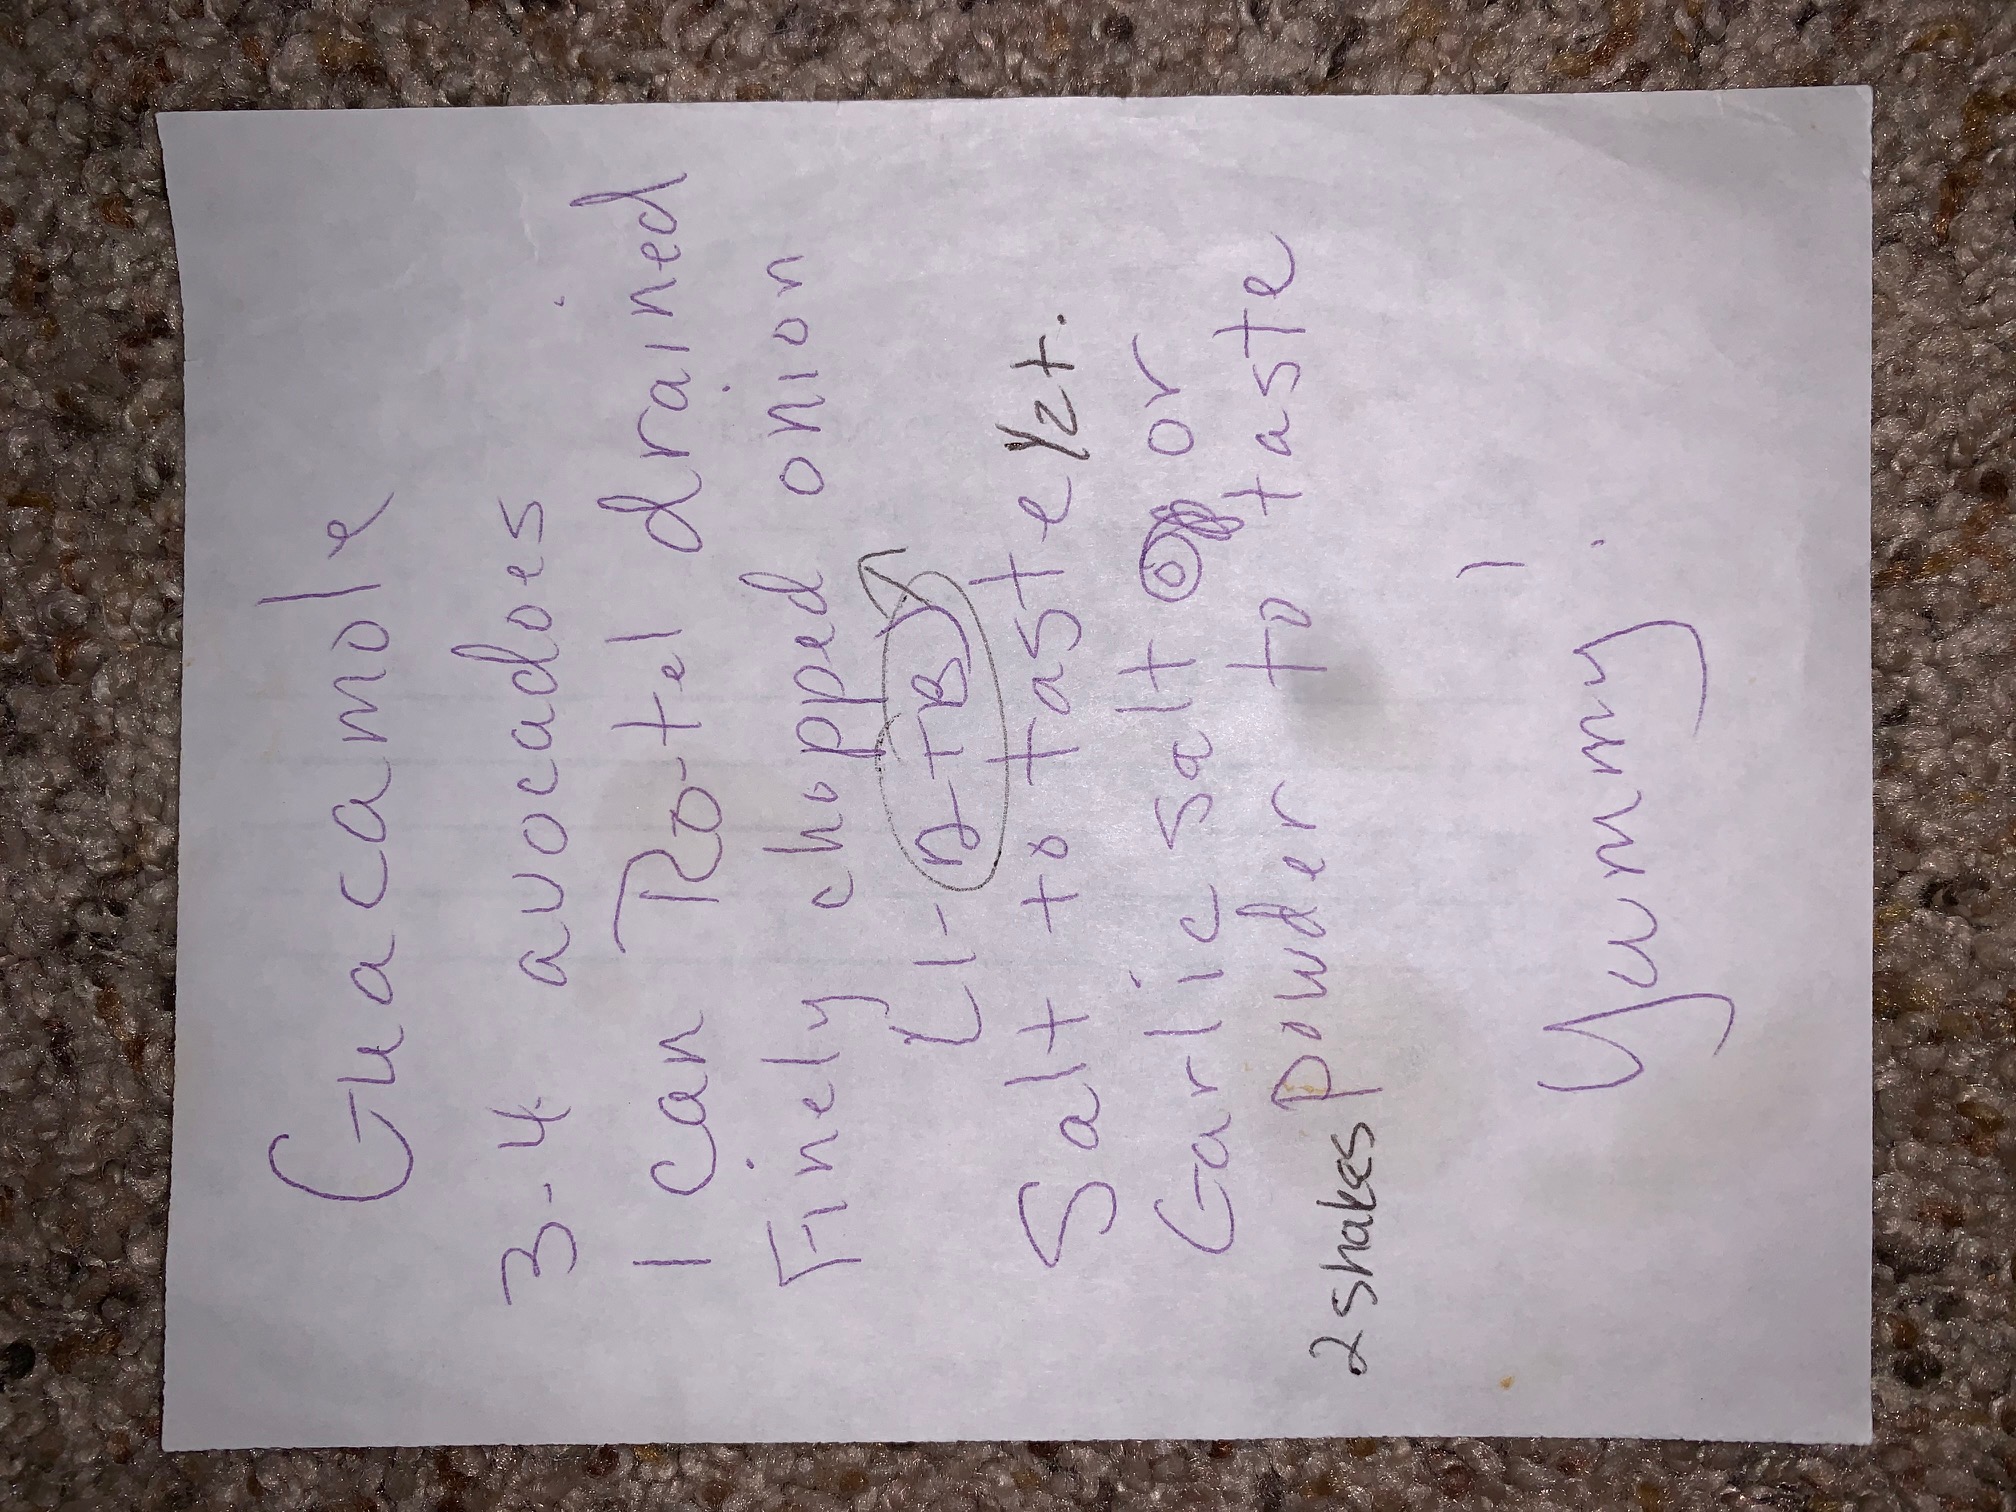 Guacamole
3-4 avocadoes
1 can Ro-tel drained
Finely chopped onion
(1-2 TB)
Salt to taste 1/2 t.
Garlic salt or
powder to taste
2 shakes
Yummy!